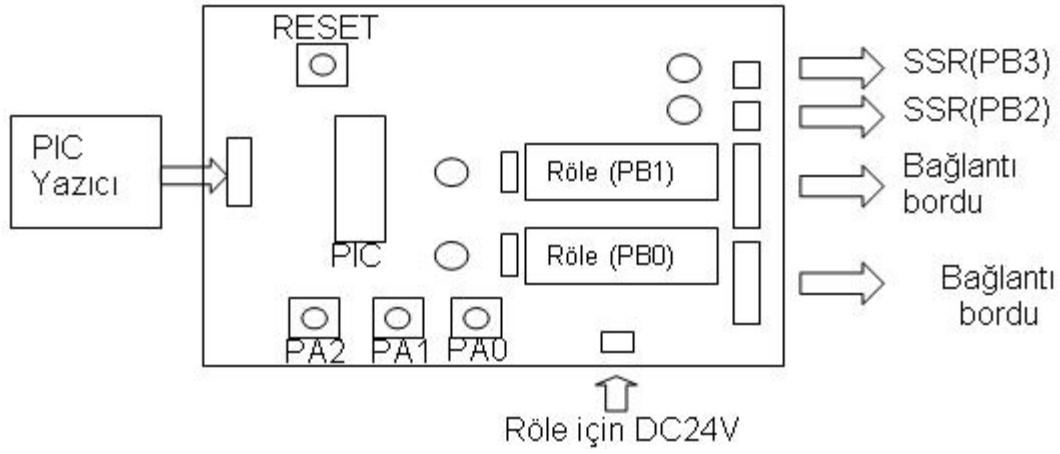 RESET
SSR(PB3)
SSR(PB2)
PIC
Yazıcı
Röle (PB1)
Bağlantı
bordu
PIC
Röle (PB0)
Bağlantı
bordu
PA2
PA1
PA0
Röle için DC24V